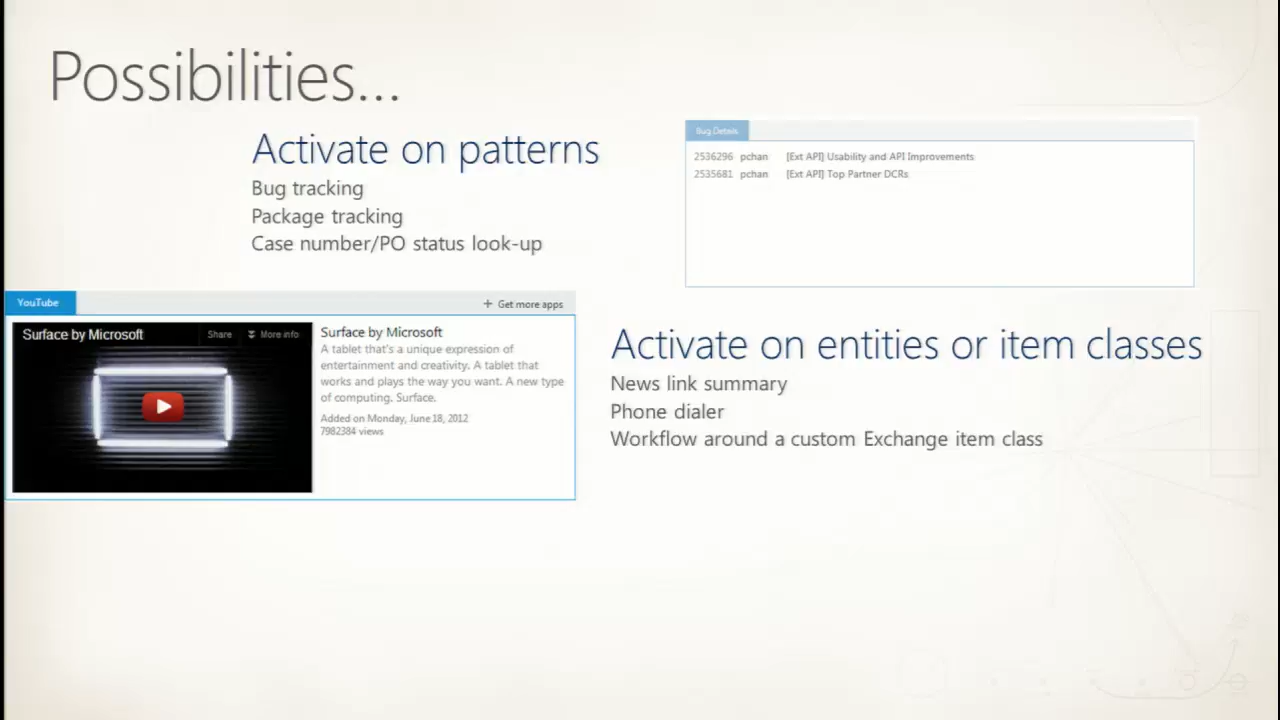 Possibilities...
Activate on patterns
Bug tracking
Package tracking
Case number/PO status look-up
Bug Details
2536296 pchan [Ext API] Usability and API Improvements
2535681 pchan [Ext API] Top Partner DCRs
YouTube
+ Get more apps
Surface by Microsoft Share More info
Surface by Microsoft
A tablet that's a unique expression of
entertainment and creativity. A tablet that
works and plays the way you want. A new type
of computing. Surface.
Added on Monday, June 18, 2012
7982384 views
Activate on entities or item classes
News link summary
Phone dialer
Workflow around a custom Exchange item class